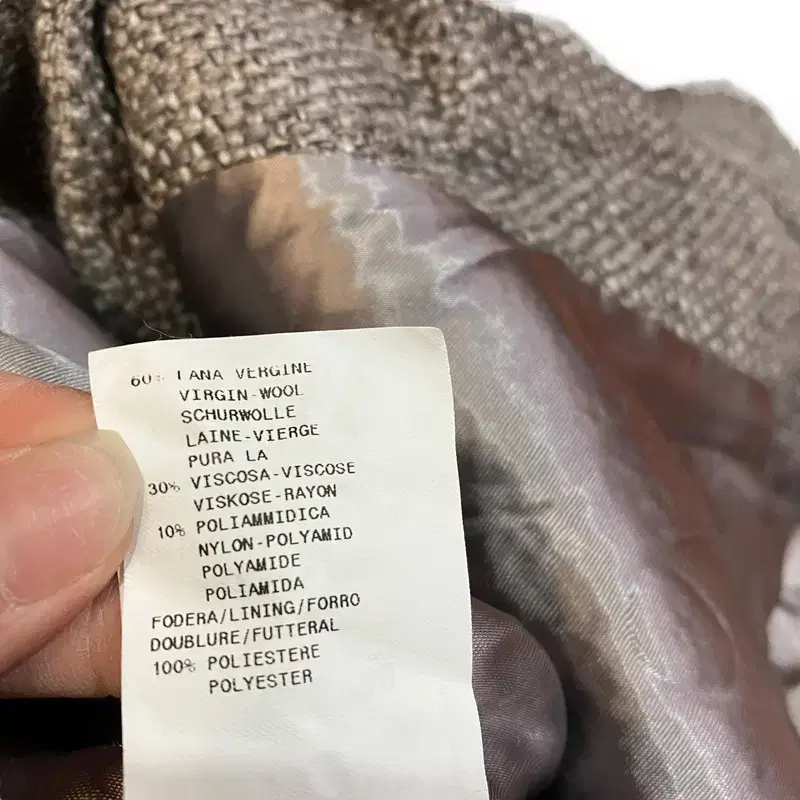 60% LANA VERGINE
VIRGIN-WOOL
SCHURWOLLE
LAINE-VIERGE
PURA LA
30% VISCOSA-VISCOSE
VISKOSE-RAYON
10% POLIAMMIDICA
NYLON-POLYAMID
POLYAMIDE
POLIAMIDA
FODERA/LINING/FORRO
DOUBLURE/FUTTERAL
100% POLIESTERE
POLYESTER